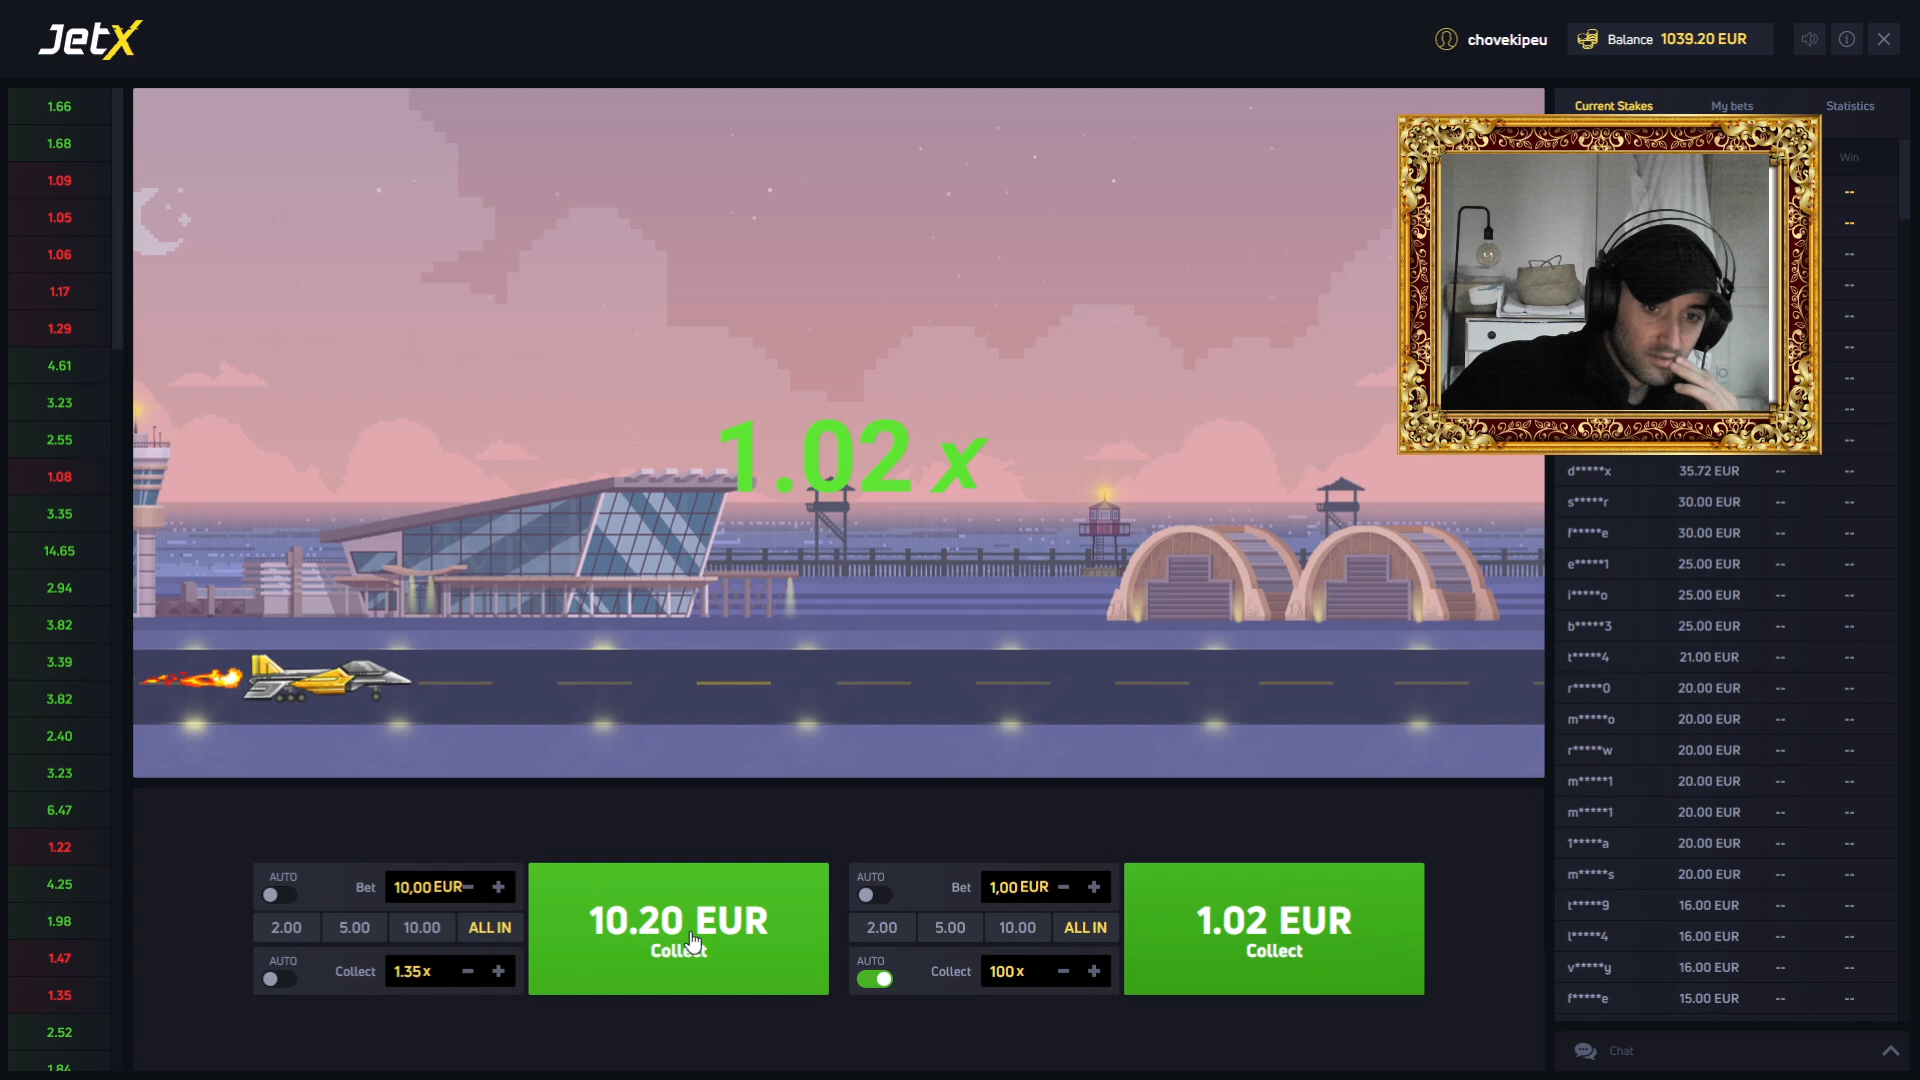 JetX
chovekipeu
Balance 1039.20 EUR
1.66
1.68
1.09
1.05
1.06
1.17
1.29
4.61
3.23
2.55
1.08
3.35
14.65
2.94
3.82
3.39
3.82
2.40
3.23
6.47
1.22
4.25
1.98
1.47
1.35
2.52
1.84
1.02 x
AUTO
Bet 10,00 EUR - +
2.00 5.00 10.00 ALL IN
AUTO
Collect 1.35 x - +
10.20 EUR
Collect
AUTO
Bet 1,00 EUR - +
2.00 5.00 10.00 ALL IN
AUTO
Collect 100 x - +
1.02 EUR
Collect
Current Stakes My bets Statistics
Win
--
--
--
--
--
--
--
--
--
d*****x 35.72 EUR -- --
s*****r 30.00 EUR -- --
f*****e 30.00 EUR -- --
e*****1 25.00 EUR -- --
i*****o 25.00 EUR -- --
b*****3 25.00 EUR -- --
t*****4 21.00 EUR -- --
r*****0 20.00 EUR -- --
m*****o 20.00 EUR -- --
r*****w 20.00 EUR -- --
m*****1 20.00 EUR -- --
m*****1 20.00 EUR -- --
1*****a 20.00 EUR -- --
m*****s 20.00 EUR -- --
t*****9 16.00 EUR -- --
l*****4 16.00 EUR -- --
v*****y 16.00 EUR -- --
f*****e 15.00 EUR -- --
Chat